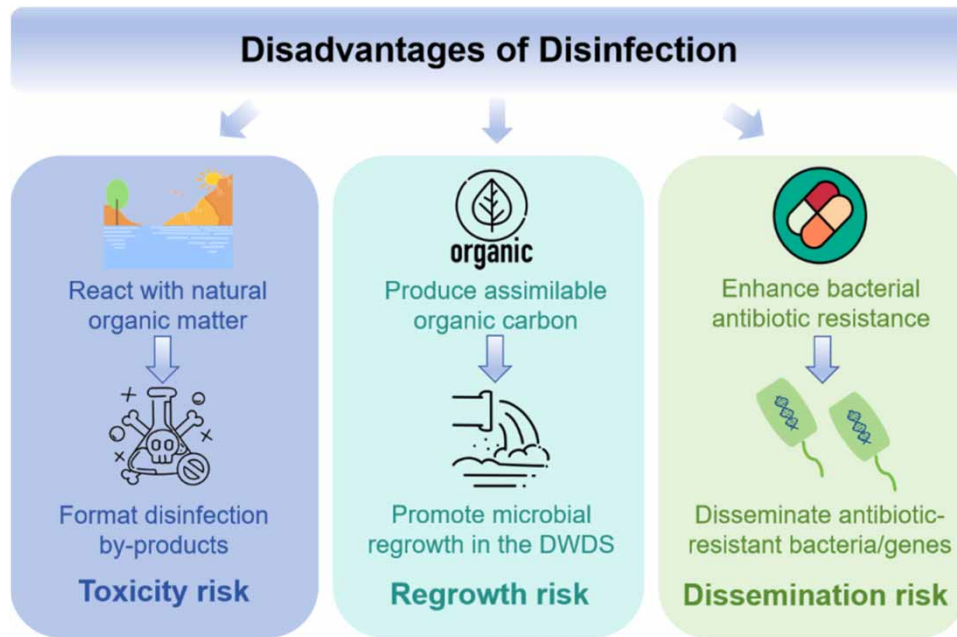 Disadvantages of Disinfection
organic
React with natural
organic matter
Format disinfection
by-products
Toxicity risk
Produce assimilable
organic carbon
Promote microbial
regrowth in the DWDS
Regrowth risk
Enhance bacterial
antibiotic resistance
Disseminate antibiotic-
resistant bacteria/genes
Dissemination risk